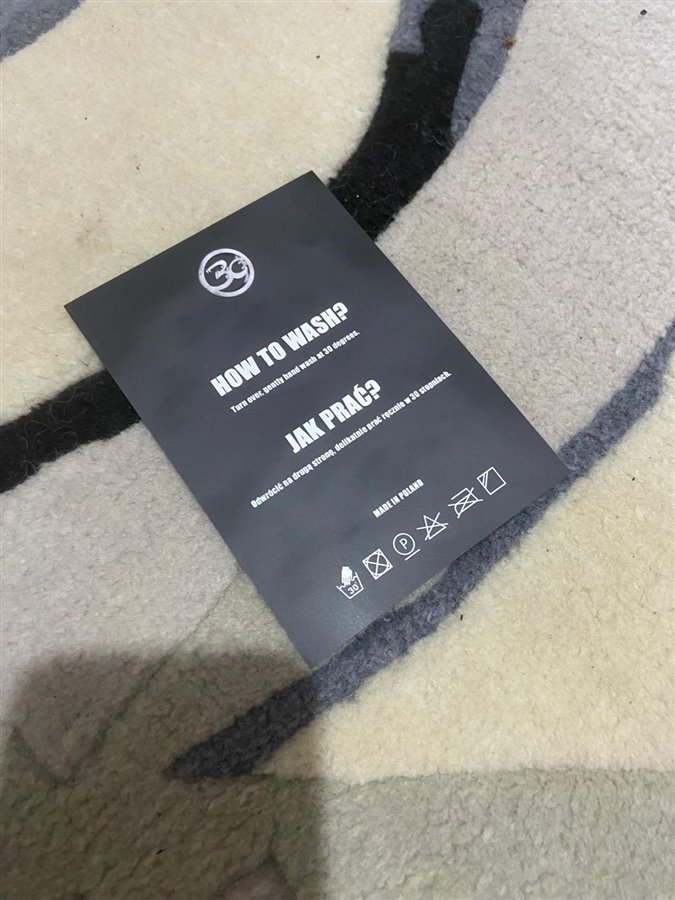 HOW TO WASH?
Turn over, gently hand wash at 30 degrees.
JAK PRAĆ?
Odwrócić na drugą stronę, delikatnie prać ręcznie w 30 stopniach.
MADE IN POLAND
30° P